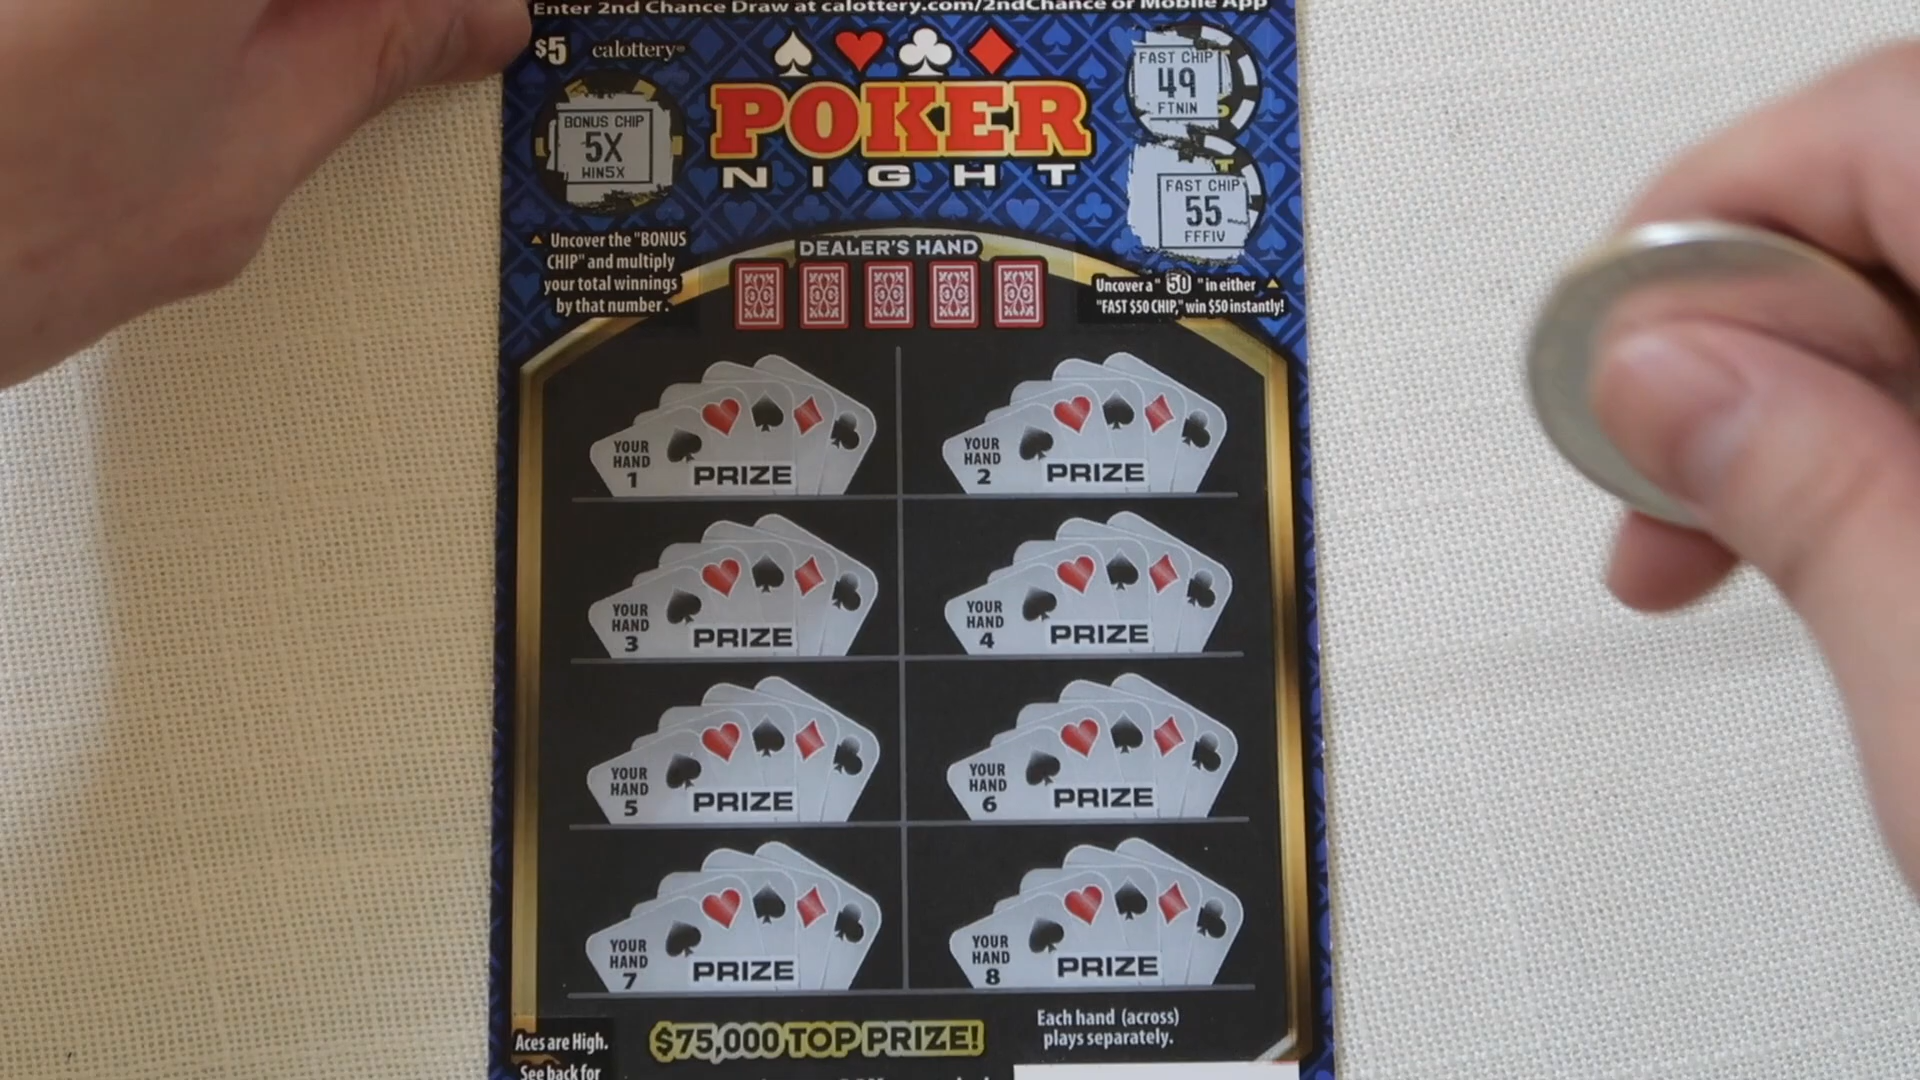 Enter 2nd Chance Draw at calottery.com/2ndChance or Mobile App
$5 calottery
POKER
NIGHT
BONUS CHIP
5X
WIN5X
FAST CHIP
49
FTNIN
FAST CHIP
55
FFFIV
Uncover the "BONUS
CHIP" and multiply
your total winnings
by that number.
DEALER'S HAND
Uncover a "50" in either
"FAST $50 CHIP," win $50 instantly!
YOUR
HAND
1
PRIZE
YOUR
HAND
2
PRIZE
YOUR
HAND
3
PRIZE
YOUR
HAND
4
PRIZE
YOUR
HAND
5
PRIZE
YOUR
HAND
6
PRIZE
YOUR
HAND
7
PRIZE
YOUR
HAND
8
PRIZE
Aces are High.
See back for
$75,000 TOP PRIZE!
Each hand (across)
plays separately.